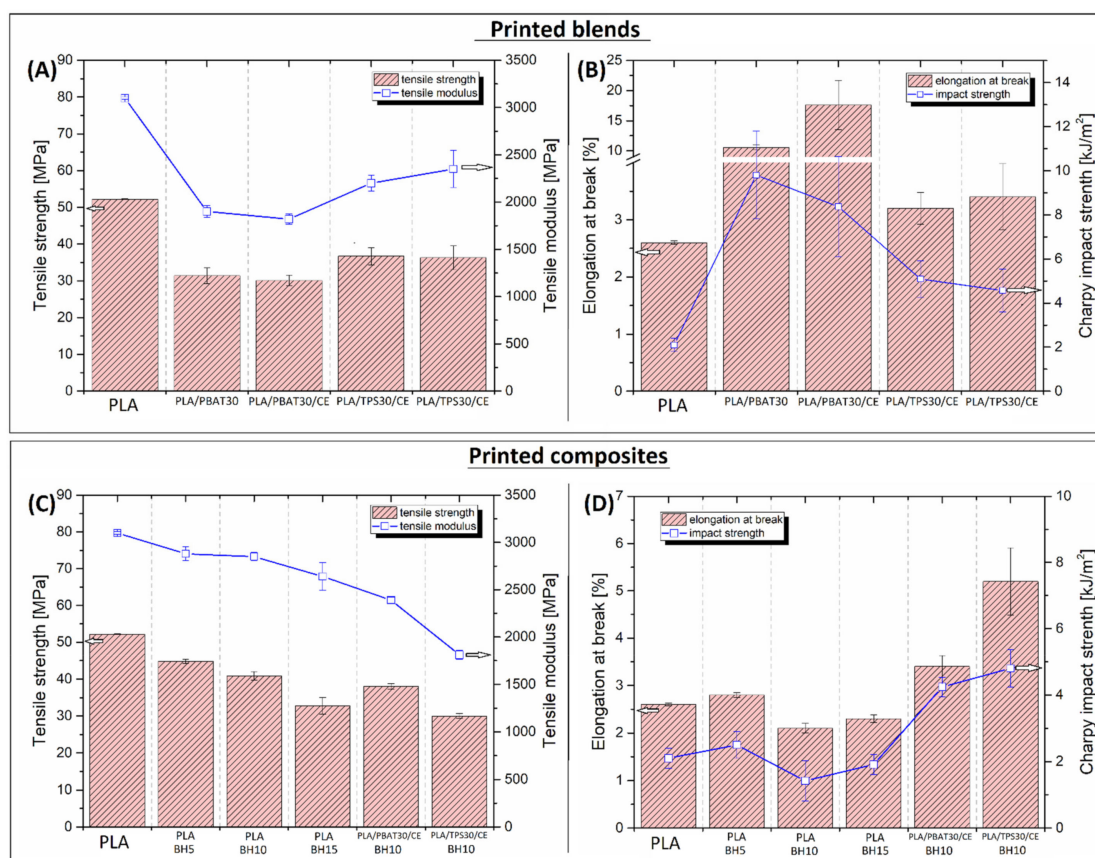 Printed blends
(A)
90
80
70
60
50
40
30
20
10
0
Tensile strength [MPa]
tensile strength
tensile modulus
3500
3000
2500
2000
1500
1000
500
0
Tensile modulus [MPa]
PLA
PLA/PBAT30
PLA/PBAT30/CE
PLA/TPS30/CE
PLA/TPS30/CE
(B)
25
20
15
10
3
2
1
0
Elongation at break [%]
elongation at break
impact strength
14
12
10
8
6
4
2
0
Charpy impact strenth [kJ/m²]
PLA
PLA/PBAT30
PLA/PBAT30/CE
PLA/TPS30/CE
PLA/TPS30/CE
Printed composites
(C)
90
80
70
60
50
40
30
20
10
0
Tensile strength [MPa]
tensile strength
tensile modulus
3500
3000
2500
2000
1500
1000
500
0
Tensile modulus [MPa]
PLA
PLA
BH5
PLA
BH10
PLA
BH15
PLA/PBAT30/CE
BH10
PLA/TPS30/CE
BH10
(D)
7
6
5
4
3
2
1
0
Elongation at break [%]
elongation at break
impact strength
10
8
6
4
2
0
Charpy impact strenth [kJ/m²]
PLA
PLA
BH5
PLA
BH10
PLA
BH15
PLA/PBAT30/CE
BH10
PLA/TPS30/CE
BH10